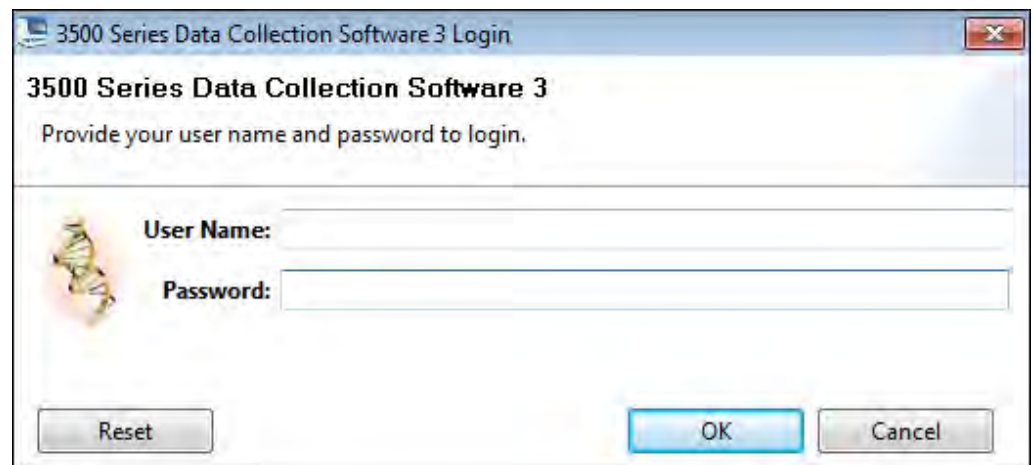 3500 Series Data Collection Software 3 Login
3500 Series Data Collection Software 3
Provide your user name and password to login.
User Name:
Password:
Reset
OK
Cancel